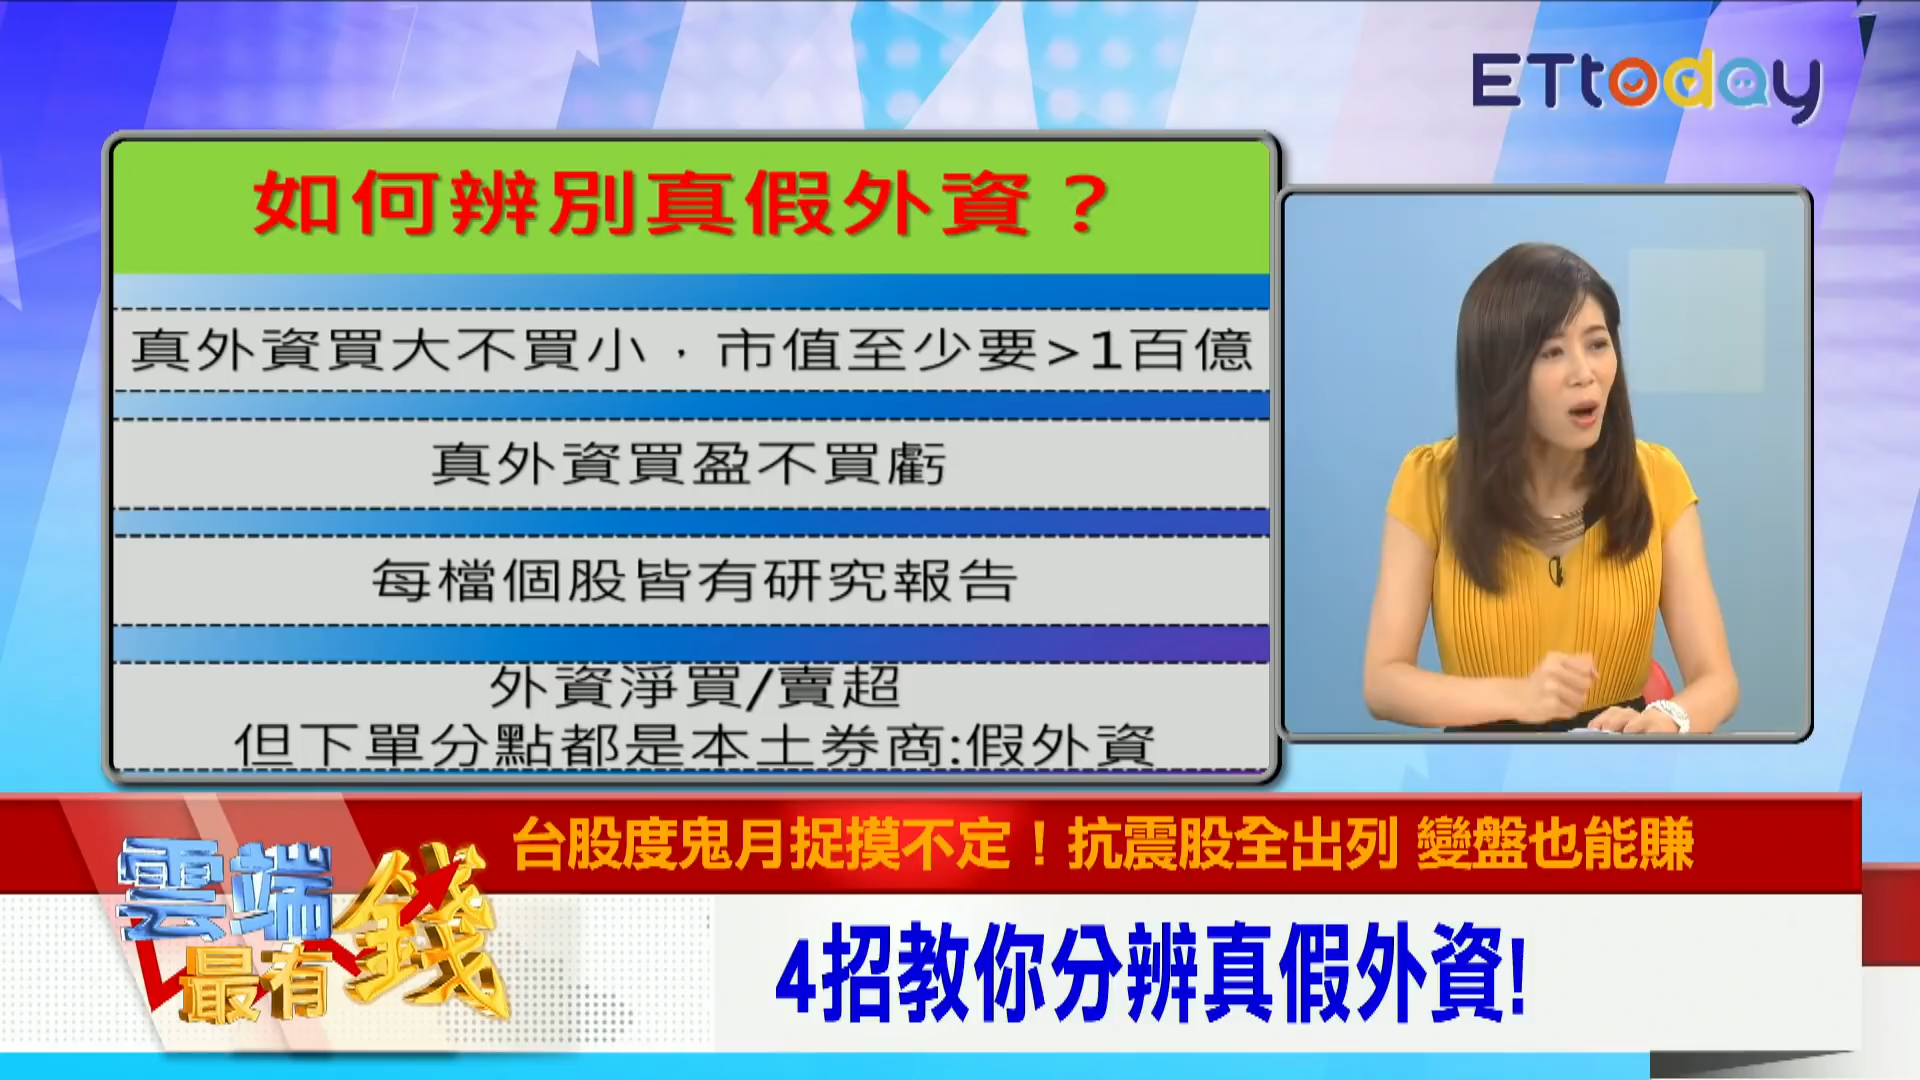 ETtoday
如何辨別真假外資？
真外資買大不買小，市值至少要>1百億
真外資買盈不買虧
每檔個股皆有研究報告
外資淨買/賣超
但下單分點都是本土券商:假外資
台股度鬼月捉摸不定！抗震股全出列 變盤也能賺
雲端最有錢
4招教你分辨真假外資!